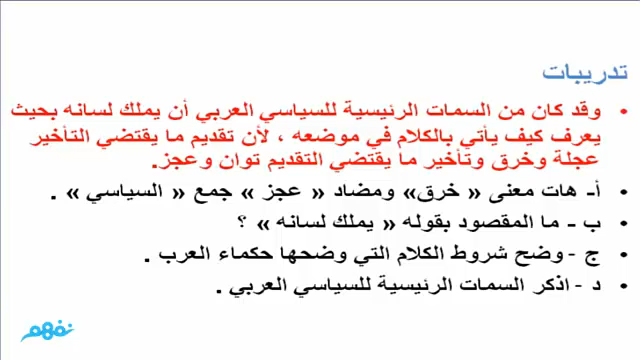 تدريبات
• وقد كان من السمات الرئيسية للسياسي العربي أن يملك لسانه بحيث
يعرف كيف يأتي بالكلام في موضعه ، لأن تقديم ما يقتضي التأخير
عجلة وخرق وتأخير ما يقتضي التقديم توان وعجز.
• أ- هات معنى « خرق» ومضاد « عجز » جمع « السياسي » .
• ب - ما المقصود بقوله « يملك لسانه » ؟
• ج - وضح شروط الكلام التي وضحها حكماء العرب .
• د - اذكر السمات الرئيسية للسياسي العربي .
نفهم